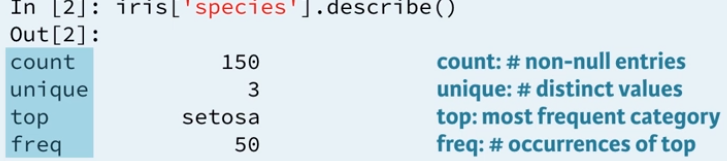 In [2]: iris['species'].describe()
Out[2]:
count 150 count: # non-null entries
unique 3 unique: # distinct values
top setosa top: most frequent category
freq 50 freq: # occurrences of top